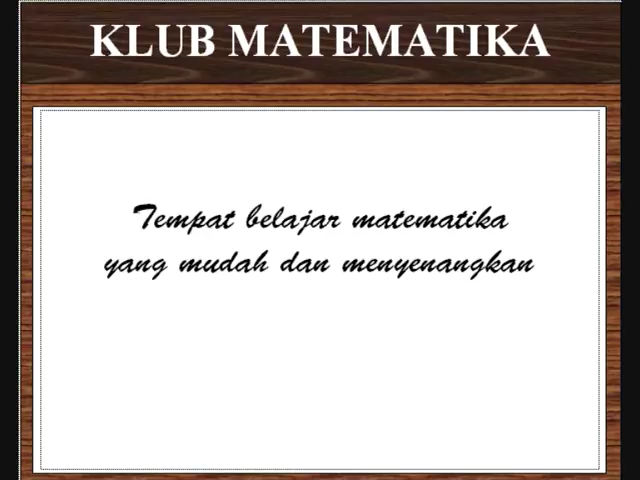 KLUB MATEMATIKA
Tempat belajar matematika
yang mudah dan menyenangkan